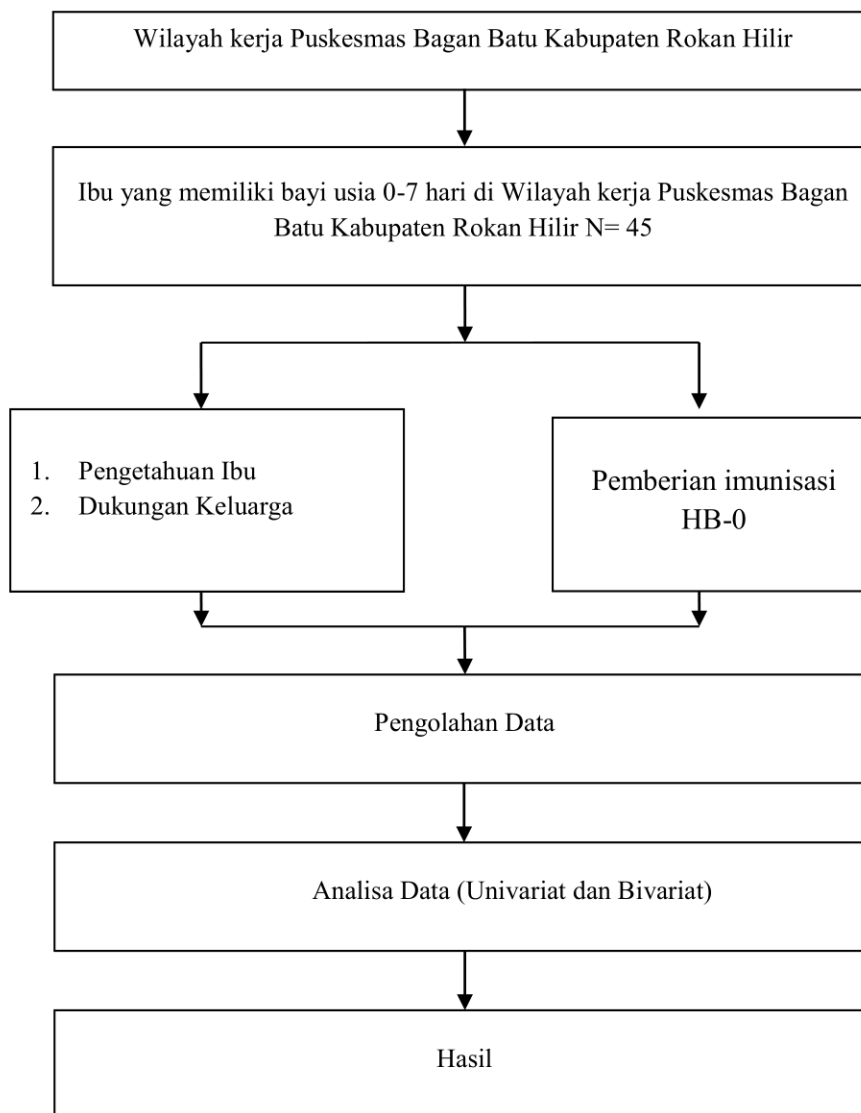 Wilayah kerja Puskesmas Bagan Batu Kabupaten Rokan Hilir
Ibu yang memiliki bayi usia 0-7 hari di Wilayah kerja Puskesmas Bagan
Batu Kabupaten Rokan Hilir N= 45
1. Pengetahuan Ibu
2. Dukungan Keluarga
Pemberian imunisasi
HB-0
Pengolahan Data
Analisa Data (Univariat dan Bivariat)
Hasil